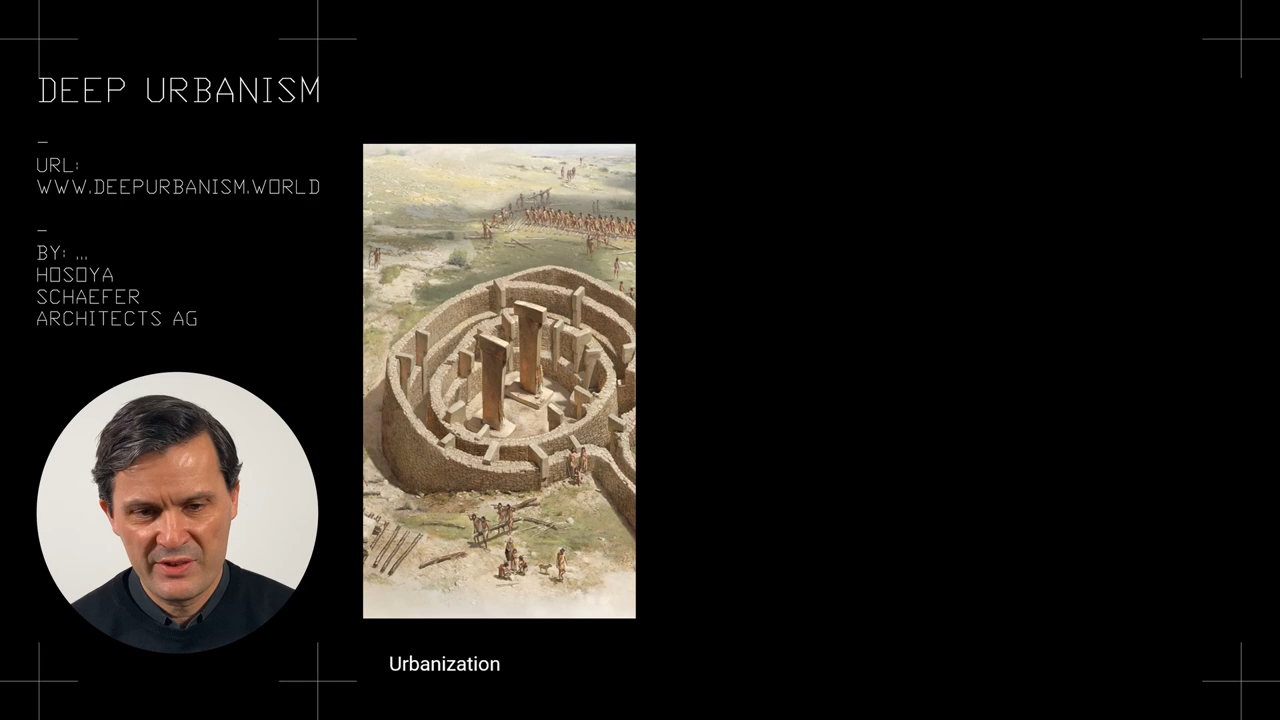 DEEP URBANISM
–
URL:
WWW.DEEPURBANISM.WORLD
–
BY: ...
HOSOYA
SCHAEFER
ARCHITECTS AG
Urbanization